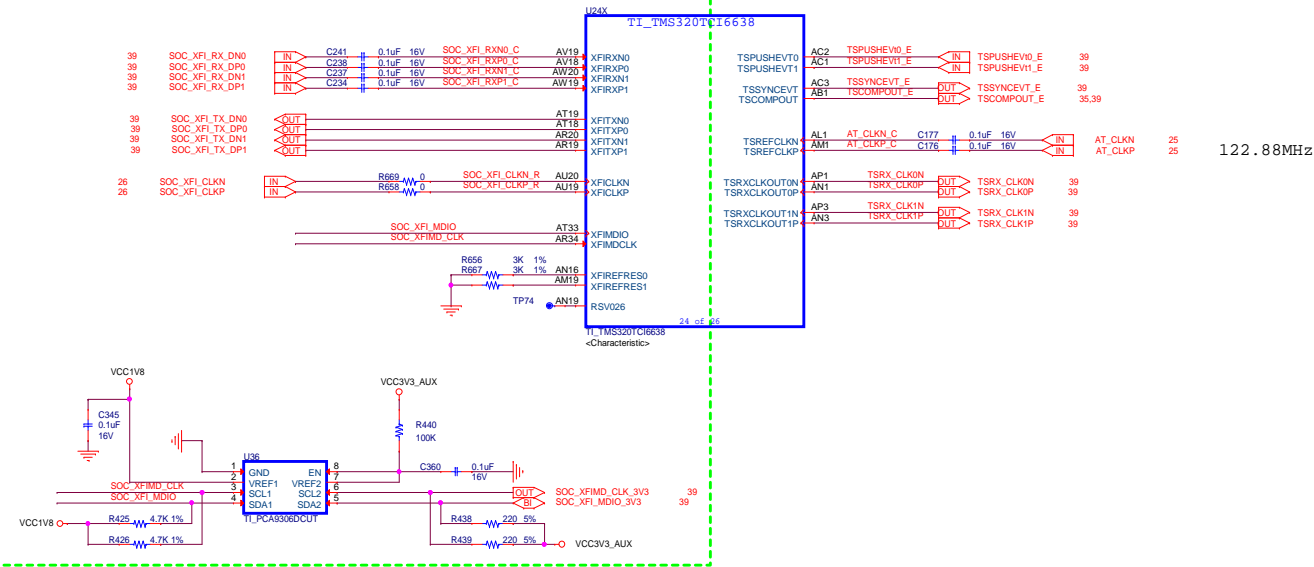 U24X
TI_TMS320TCI6638
39 SOC_XFI_RX_DN0 IN C241 0.1uF 16V SOC_XFI_RXN0_C AV19 XFIRXN0
39 SOC_XFI_RX_DP0 IN C238 0.1uF 16V SOC_XFI_RXP0_C AV18 XFIRXP0
39 SOC_XFI_RX_DN1 IN C237 0.1uF 16V SOC_XFI_RXN1_C AW20 XFIRXN1
39 SOC_XFI_RX_DP1 IN C234 0.1uF 16V SOC_XFI_RXP1_C AW19 XFIRXP1
TSPUSHEVT0 AC2 TSPUSHEVt0_E IN TSPUSHEVt0_E 39
TSPUSHEVT1 AC1 TSPUSHEVt1_E IN TSPUSHEVt1_E 39
TSSYNCEVT AC3 TSSYNCEVT_E OUT TSSYNCEVT_E 39
TSCOMPOUT AB1 TSCOMPOUT_E OUT TSCOMPOUT_E 35,39
39 SOC_XFI_TX_DN0 OUT AT19 XFITXN0
39 SOC_XFI_TX_DP0 OUT AT18 XFITXP0
39 SOC_XFI_TX_DN1 OUT AR20 XFITXN1
39 SOC_XFI_TX_DP1 OUT AR19 XFITXP1
TSREFCLKN AL1 AT_CLKN_C C177 0.1uF 16V IN AT_CLKN 25
TSREFCLKP AM1 AT_CLKP_C C176 0.1uF 16V IN AT_CLKP 25
122.88MHz
26 SOC_XFI_CLKN IN R669 0 SOC_XFI_CLKN_R AU20 XFICLKN
26 SOC_XFI_CLKP IN R658 0 SOC_XFI_CLKP_R AU19 XFICLKP
TSRXCLKOUT0N AP1 TSRX_CLK0N OUT TSRX_CLK0N 39
TSRXCLKOUT0P AN1 TSRX_CLK0P OUT TSRX_CLK0P 39
TSRXCLKOUT1N AP3 TSRX_CLK1N OUT TSRX_CLK1N 39
TSRXCLKOUT1P AN3 TSRX_CLK1P OUT TSRX_CLK1P 39
SOC_XFI_MDIO AT33 XFIMDIO
SOC_XFIMD_CLK AR34 XFIMDCLK
R656 3K 1% AN16 XFIREFRES0
R667 3K 1% AM19 XFIREFRES1
TP74 AN19 RSV026
24 of 26
TI_TMS320TCI6638
<Characteristic>
VCC1V8
VCC3V3_AUX
C345
0.1uF
16V
R440
100K
U36
1 GND EN 8
2 VREF1 VREF2 7
3 SCL1 SCL2 6
4 SDA1 SDA2 5
TI_PCA9306DCUT
C360 0.1uF
16V
SOC_XFIMD_CLK
SOC_XFI_MDIO
OUT SOC_XFIMD_CLK_3V3 39
BI SOC_XFI_MDIO_3V3 39
VCC1V8
R425 4.7K 1%
R426 4.7K 1%
R438 220 5%
R439 220 5%
VCC3V3_AUX